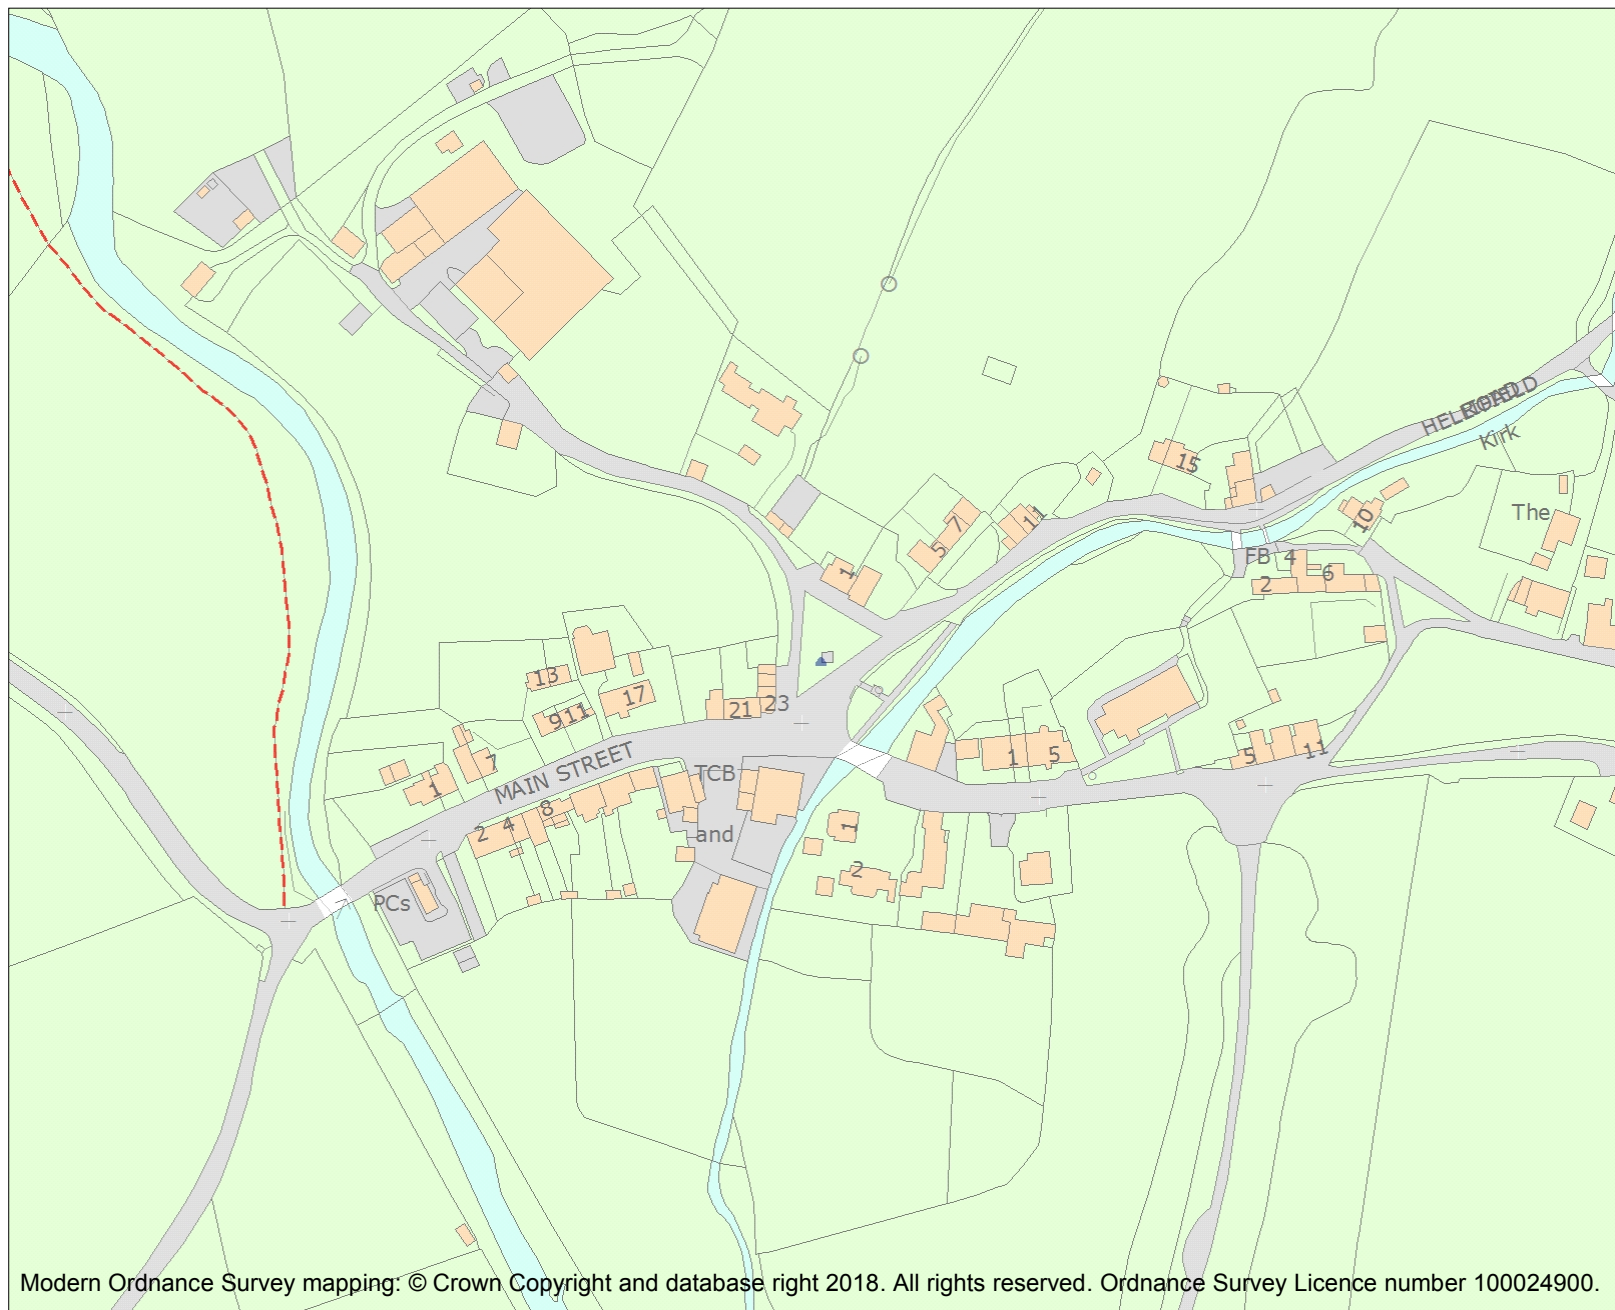 15
HELLIFIELD
ROAD
Kirk
The
10
11
7
5
1
FB
4
2
6
13
17
9
11
21
23
7
1
MAIN STREET
TCB
and
2
4
8
PCs
1
5
1
2
5
11
Modern Ordnance Survey mapping: © Crown Copyright and database right 2018. All rights reserved. Ordnance Survey Licence number 100024900.